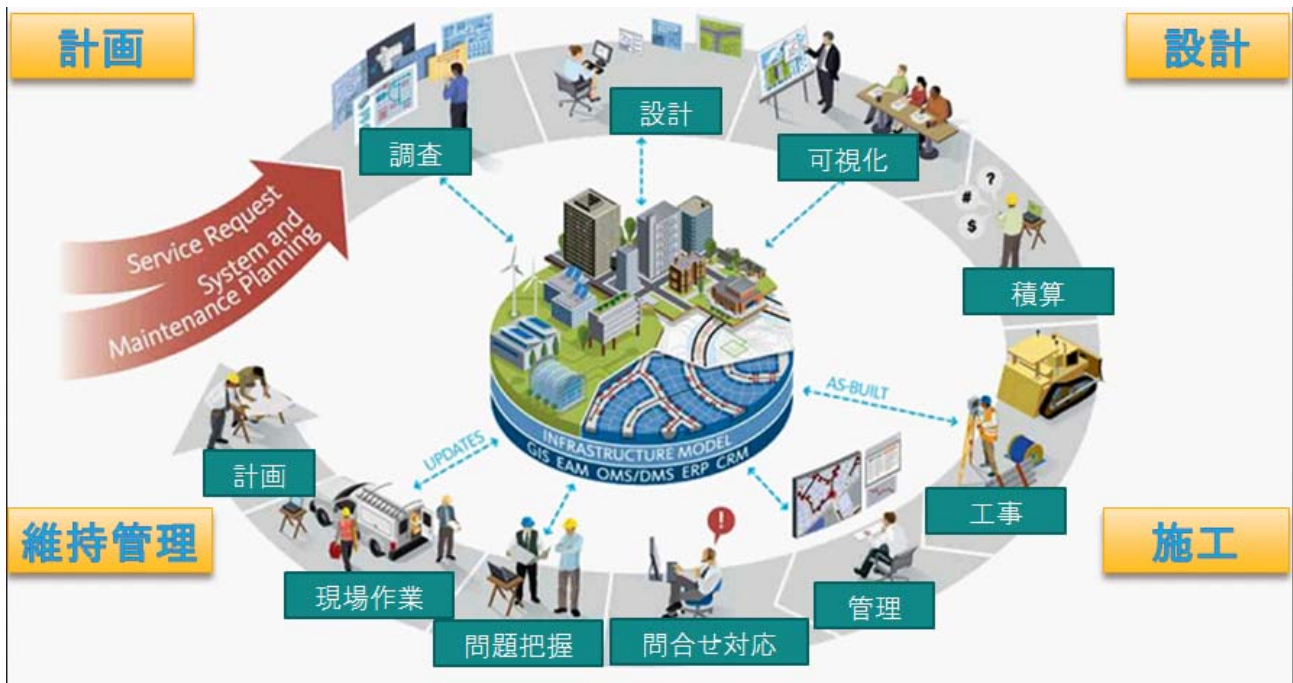 計画
設計
設計
調査
可視化
?
#
$
積算
Service Request
System and
Maintenance Planning
AS-BUILT
INFRASTRUCTURE MODEL
GIS EAM OMS/DMS ERP CRM
UPDATES
計画
工事
維持管理
施工
!
現場作業
管理
問題把握
問合せ対応